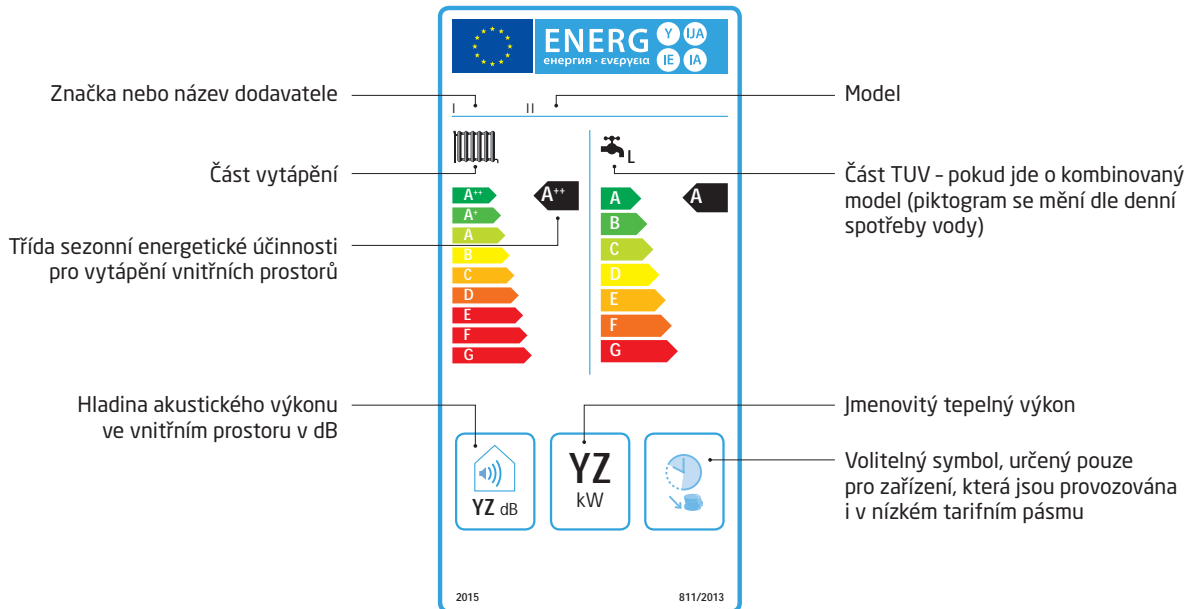 ENERG Y IJA
енергия · ενεργεια IE IA
Značka nebo název dodavatele
I II
Model
Část vytápění
L
Část TUV – pokud jde o kombinovaný
model (piktogram se mění dle denní
spotřeby vody)
A++
A+
A
B
C
D
E
F
G
A++
A
B
C
D
E
F
G
A
Třída sezonní energetické účinnosti
pro vytápění vnitřních prostorů
Hladina akustického výkonu
ve vnitřním prostoru v dB
Jmenovitý tepelný výkon
YZ dB
YZ
kW
Volitelný symbol, určený pouze
pro zařízení, která jsou provozována
i v nízkém tarifním pásmu
2015
811/2013